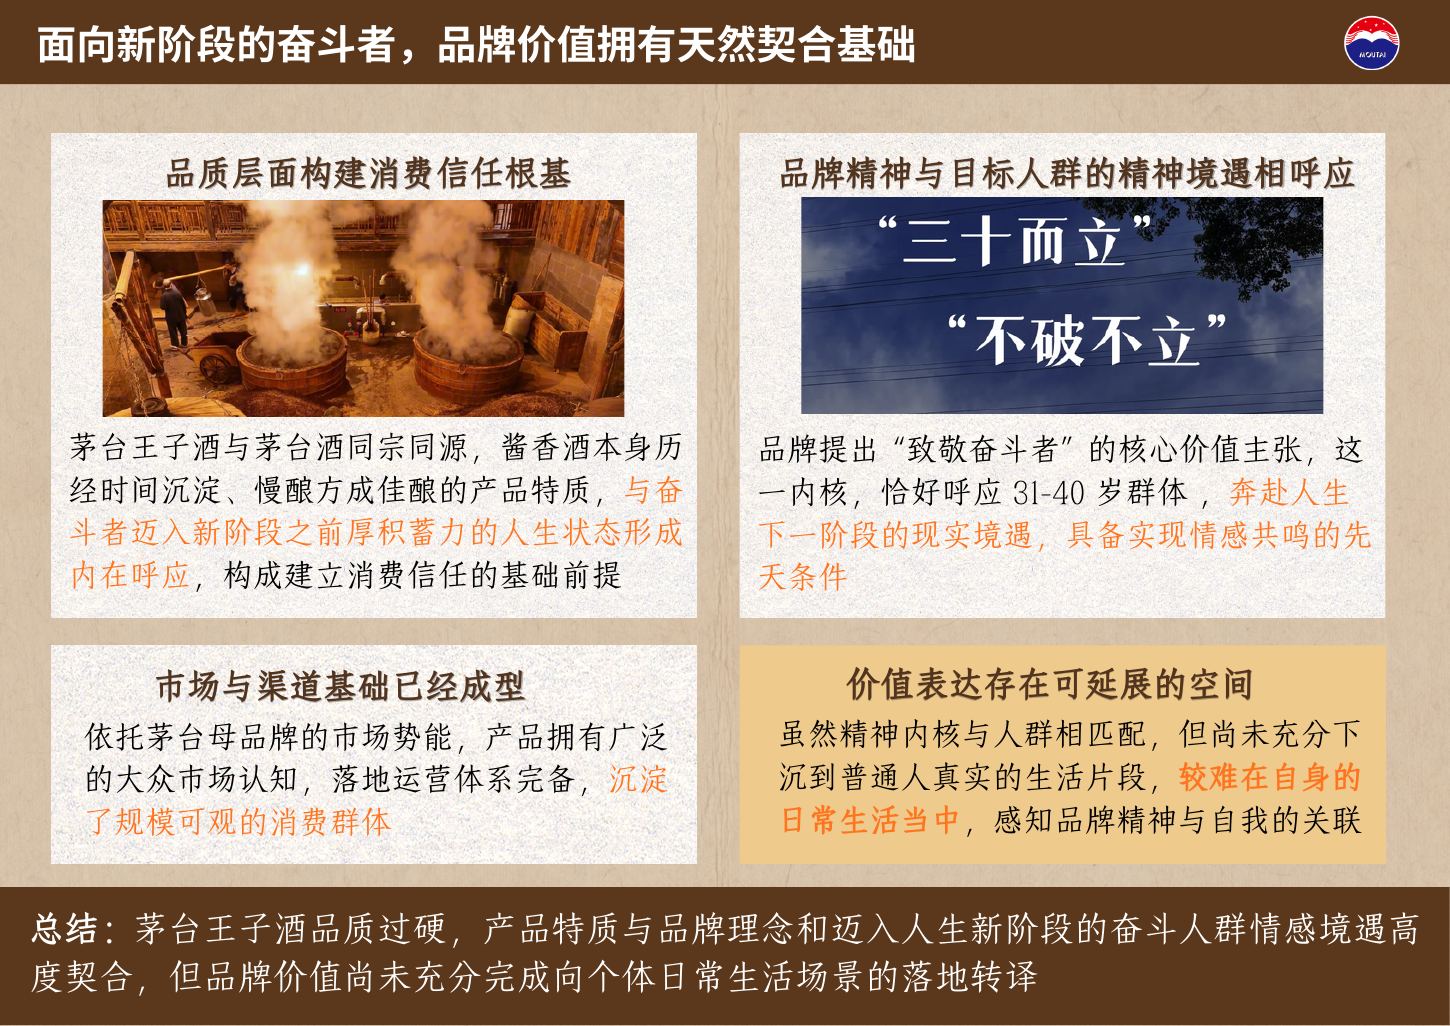 面向新阶段的奋斗者，品牌价值拥有天然契合基础
MOUTAI
品质层面构建消费信任根基
茅台王子酒与茅台酒同宗同源，酱香酒本身历
经时间沉淀、慢酿方成佳酿的产品特质，与奋
斗者迈入新阶段之前厚积蓄力的人生状态形成
内在呼应，构成建立消费信任的基础前提
品牌精神与目标人群的精神境遇相呼应
“三十而立”
“不破不立”
品牌提出“致敬奋斗者”的核心价值主张，这
一内核，恰好呼应 31-40 岁群体 ，奔赴人生
下一阶段的现实境遇，具备实现情感共鸣的先
天条件
市场与渠道基础已经成型
依托茅台母品牌的市场势能，产品拥有广泛
的大众市场认知，落地运营体系完备，沉淀
了规模可观的消费群体
价值表达存在可延展的空间
虽然精神内核与人群相匹配，但尚未充分下
沉到普通人真实的生活片段，较难在自身的
日常生活当中，感知品牌精神与自我的关联
总结：茅台王子酒品质过硬，产品特质与品牌理念和迈入人生新阶段的奋斗人群情感境遇高
度契合，但品牌价值尚未充分完成向个体日常生活场景的落地转译